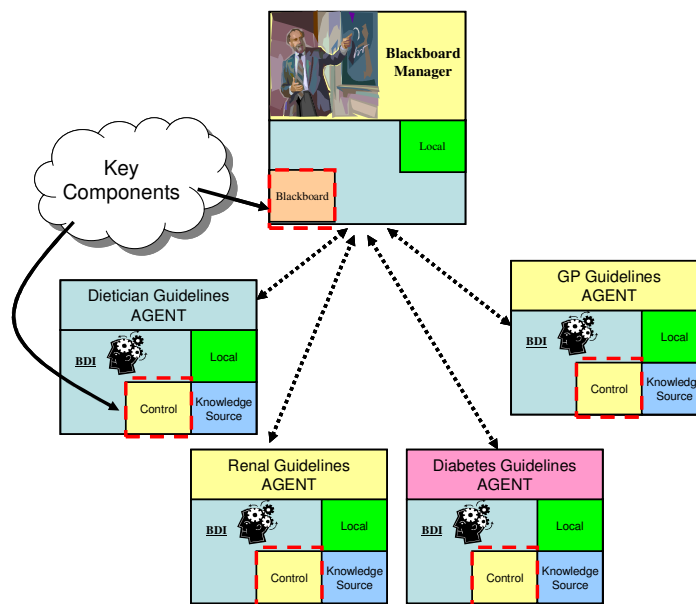 Blackboard
Manager
Local
Key
Components
Blackboard
Dietician Guidelines
AGENT
BDI
Local
Control
Knowledge
Source
GP Guidelines
AGENT
BDI
Local
Control
Knowledge
Source
Renal Guidelines
AGENT
BDI
Local
Control
Knowledge
Source
Diabetes Guidelines
AGENT
BDI
Local
Control
Knowledge
Source